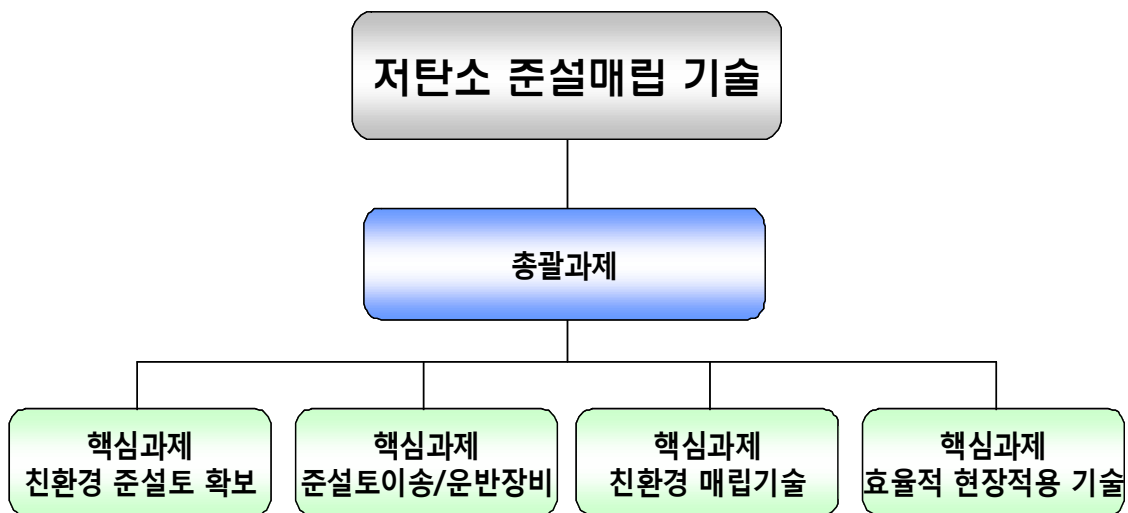 저탄소 준설매립 기술
총괄과제
핵심과제
친환경 준설토 확보
핵심과제
준설토이송/운반장비
핵심과제
친환경 매립기술
핵심과제
효율적 현장적용 기술